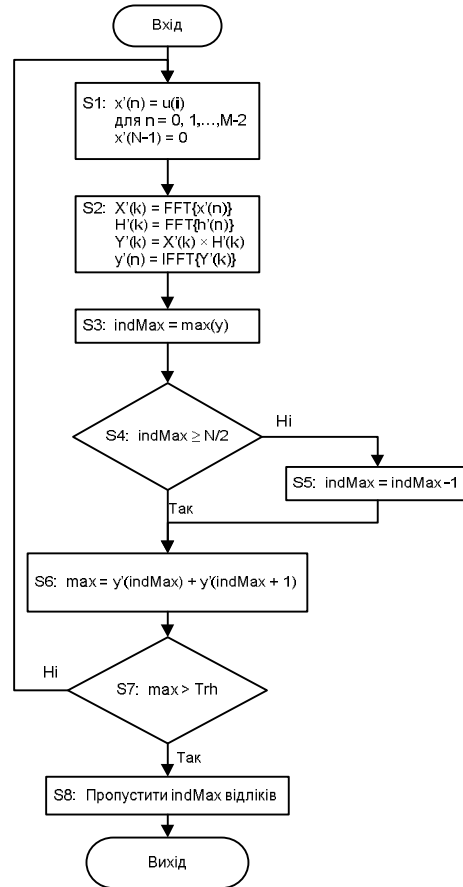 Вхід
S1: x'(n) = u(i)
для n = 0, 1,...,M-2
x'(N-1) = 0
S2: X'(k) = FFT{x'(n)}
H'(k) = FFT{h'(n)}
Y'(k) = X'(k) × H'(k)
y'(n) = IFFT{Y'(k)}
S3: indMax = max(y)
S4: indMax ≥ N/2
Ні
S5: indMax = indMax-1
Так
S6: max = y'(indMax) + y'(indMax + 1)
Ні
S7: max > Trh
Так
S8: Пропустити indMax відліків
Вихід